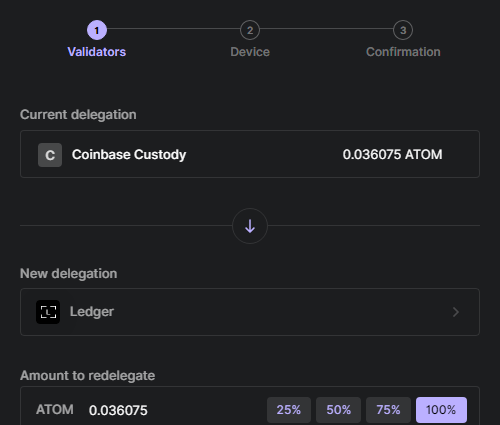 1 2 3
Validators Device Confirmation
Current delegation
C Coinbase Custody 0.036075 ATOM
New delegation
Ledger
Amount to redelegate
ATOM 0.036075 25% 50% 75% 100%